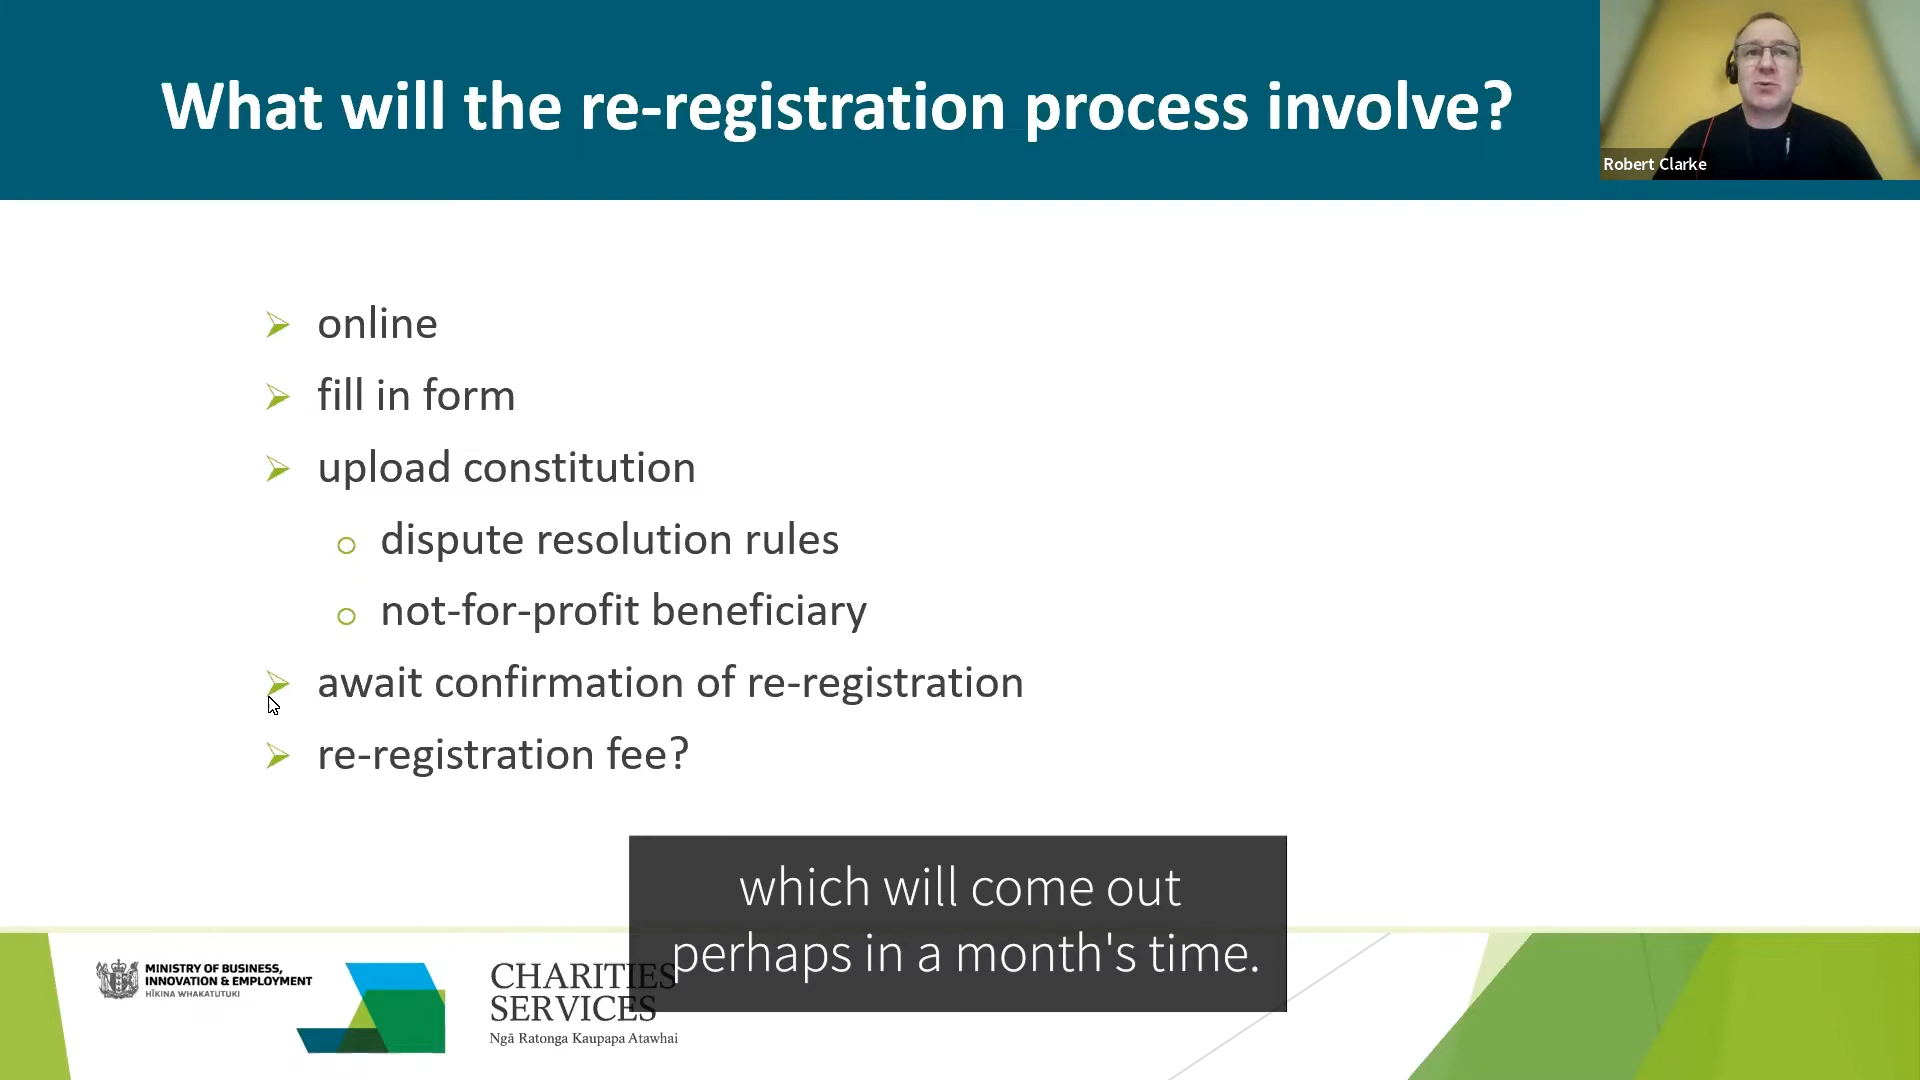 What will the re-registration process involve?
Robert Clarke
online
fill in form
upload constitution
dispute resolution rules
not-for-profit beneficiary
await confirmation of re-registration
re-registration fee?
which will come out
perhaps in a month's time.
MINISTRY OF BUSINESS,
INNOVATION & EMPLOYMENT
HĪKINA WHAKATUTUKI
CHARITIES
SERVICES
Ngā Ratonga Kaupapa Atawhai